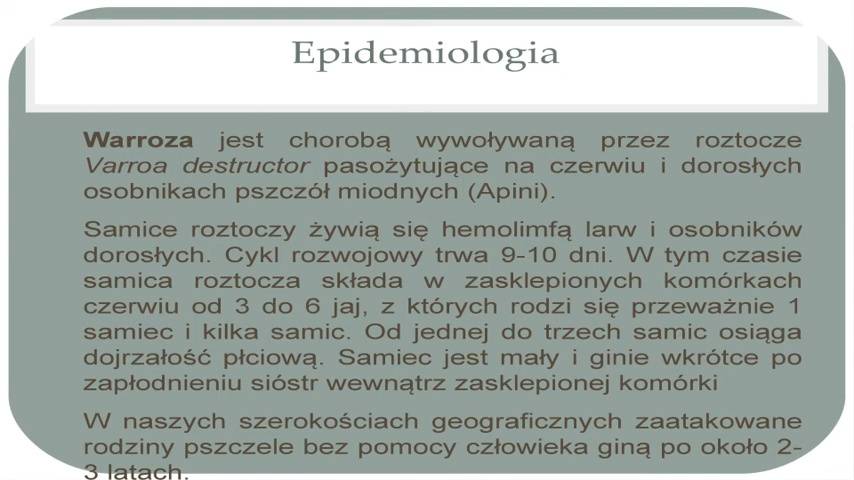 Epidemiologia
Warroza jest chorobą wywoływaną przez roztocze
Varroa destructor pasożytujące na czerwiu i dorosłych
osobnikach pszczół miodnych (Apini).
Samice roztoczy żywią się hemolimfą larw i osobników
dorosłych. Cykl rozwojowy trwa 9-10 dni. W tym czasie
samica roztocza składa w zasklepionych komórkach
czerwiu od 3 do 6 jaj, z których rodzi się przeważnie 1
samiec i kilka samic. Od jednej do trzech samic osiąga
dojrzałość płciową. Samiec jest mały i ginie wkrótce po
zapłodnieniu sióstr wewnątrz zasklepionej komórki
W naszych szerokościach geograficznych zaatakowane
rodziny pszczele bez pomocy człowieka giną po około 2-
3 latach.